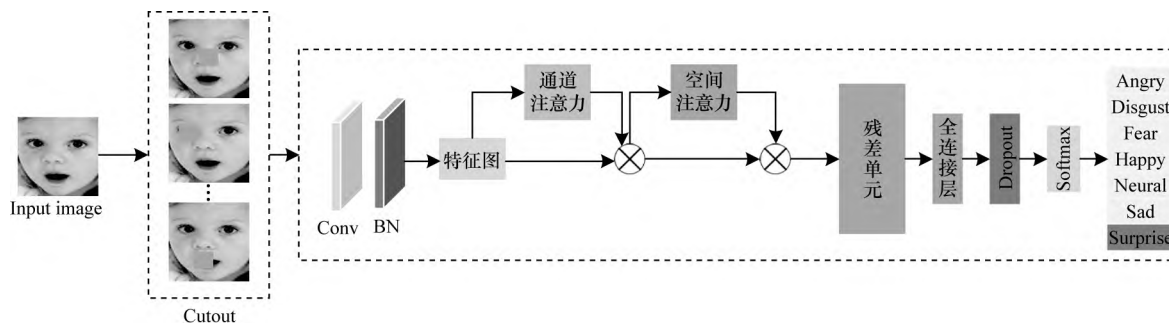 Input image
Cutout
Conv
BN
特征图
通道
注意力
空间
注意力
残差单元
全连接层
Dropout
Softmax
Angry
Disgust
Fear
Happy
Neural
Sad
Surprise